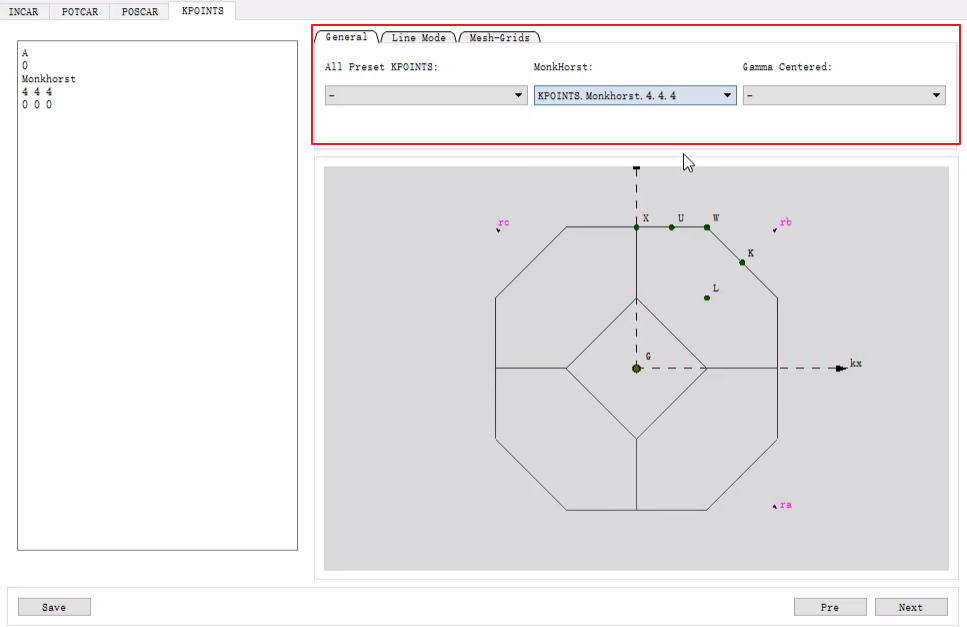 INCAR POTCAR POSCAR KPOINTS
A
0
Monkhorst
4 4 4
0 0 0
General Line Mode Mesh-Grids
All Preset KPOINTS: MonkHorst: Gamma Centered:
- KPOINTS.Monkhorst.4.4.4 -
rc X U W rb
K
L
G
kx
ra
Save Pre Next